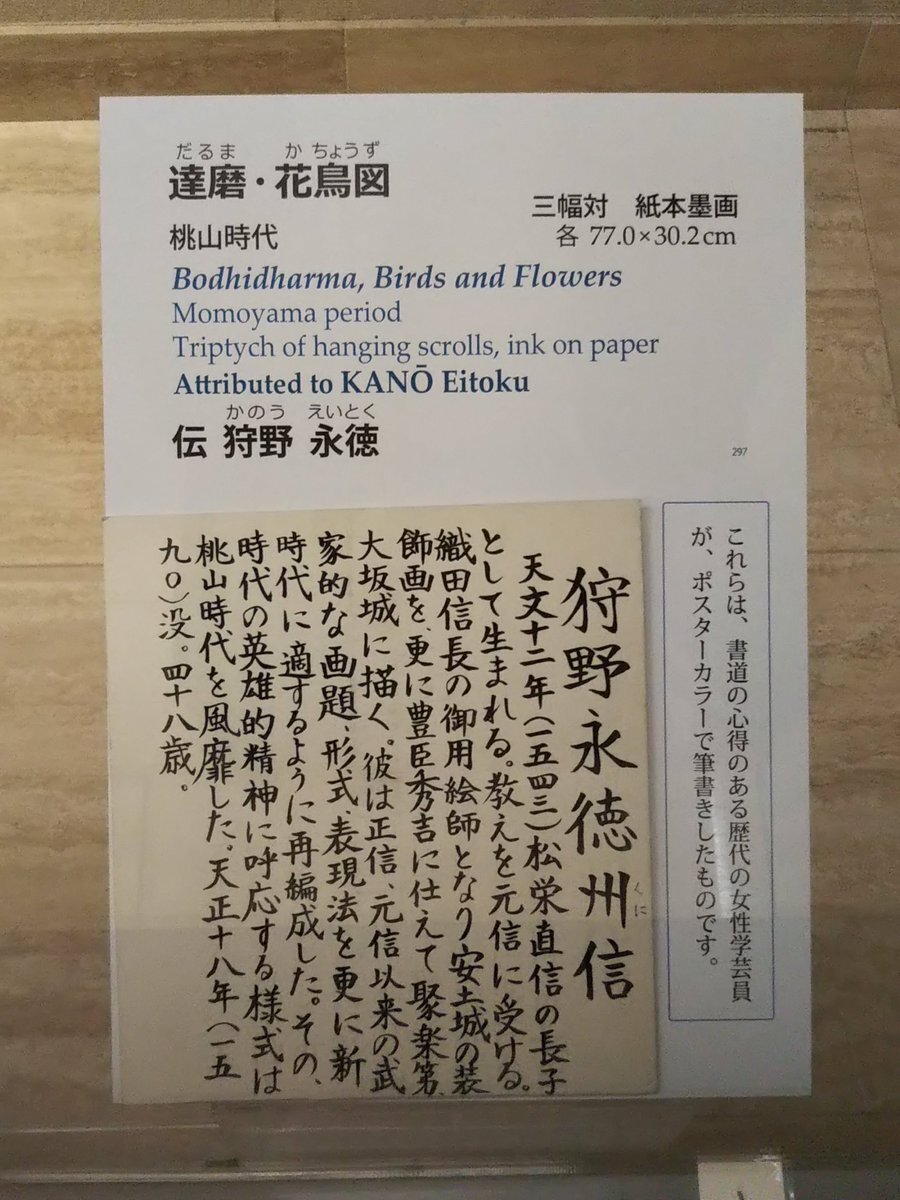 だるま かちょうず
達磨・花鳥図
三幅対 紙本墨画
桃山時代
各 77.0×30.2cm
Bodhidharma, Birds and Flowers
Momoyama period
Triptych of hanging scrolls, ink on paper
Attributed to KANŌ Eitoku
かのう えいとく
伝 狩野 永徳
297
これらは、書道の心得のある歴代の女性学芸員
が、ポスターカラーで筆書きしたものです。
狩野永徳州信
くに
天文十二年(一五四三)松栄直信の長子
として生まれる。教えを元信に受ける。
織田信長の御用絵師となり安土城の装
飾画を、更に豊臣秀吉に仕えて聚楽第、
大坂城に描く。彼は正信、元信以来の武
家的な画題、形式、表現法を更に新
時代に適するように再編成した。その、
時代の英雄的精神に呼応する様式は
桃山時代を風靡した。天正十八年(一五
九〇)没。四十八歳。